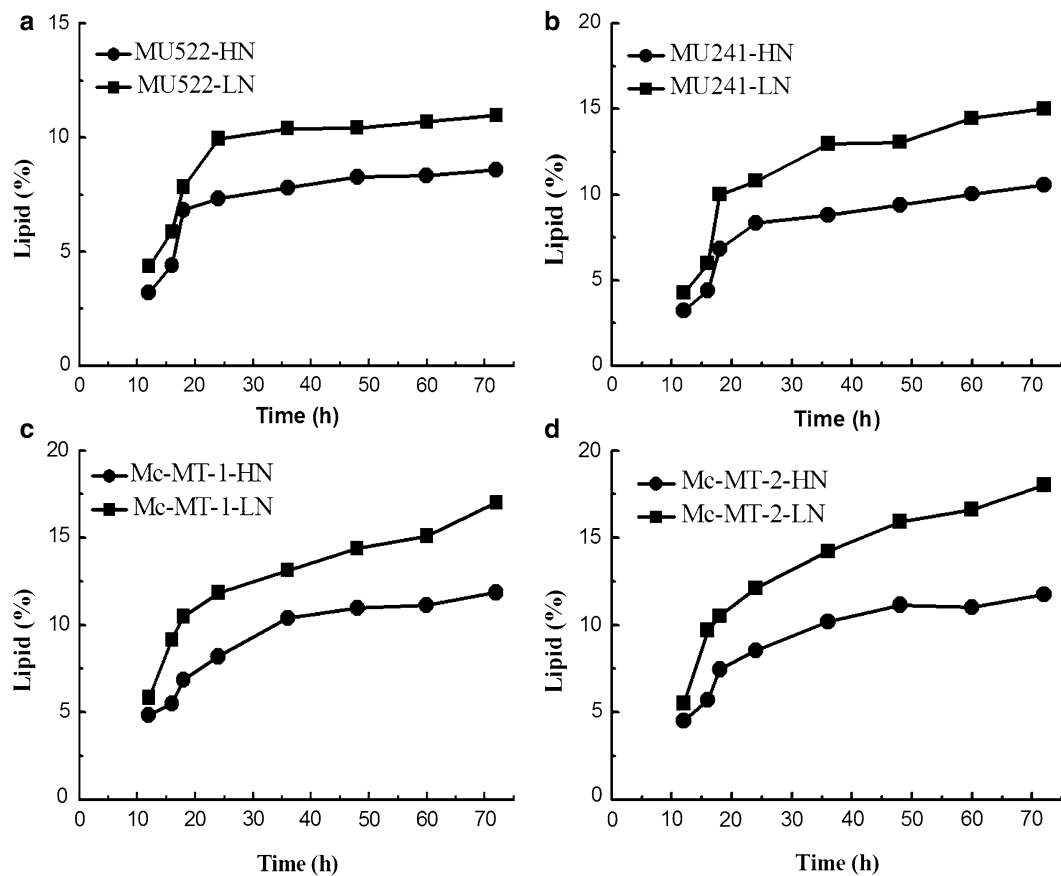 a
15
MU522-HN
MU522-LN
10
Lipid (%)
5
0
0 10 20 30 40 50 60 70
Time (h)
b
20
MU241-HN
MU241-LN
15
10
Lipid (%)
5
0
0 10 20 30 40 50 60 70
Time (h)
c
20
Mc-MT-1-HN
Mc-MT-1-LN
15
10
Lipid (%)
5
0
0 10 20 30 40 50 60 70
Time (h)
d
20
Mc-MT-2-HN
Mc-MT-2-LN
15
10
Lipid (%)
5
0
0 10 20 30 40 50 60 70
Time (h)